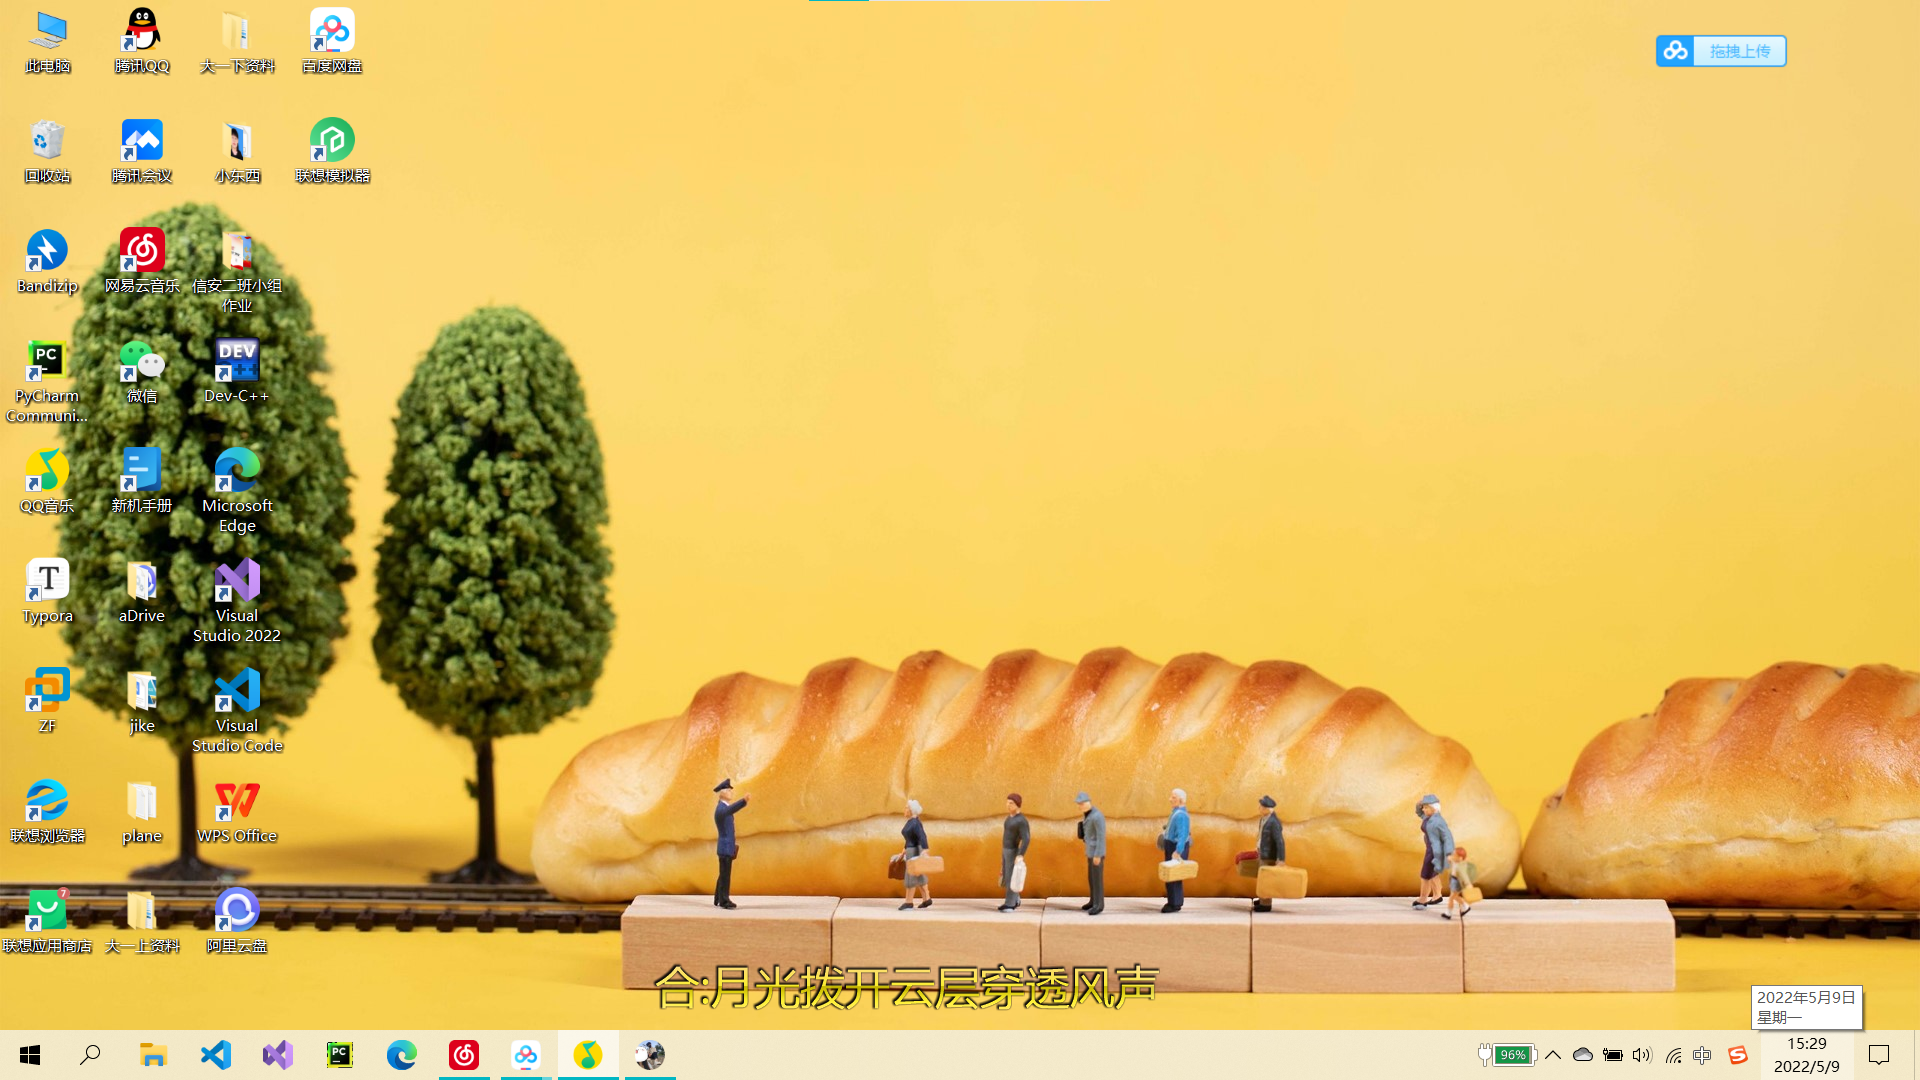 此电脑
腾讯QQ
大一下资料
百度网盘
拖拽上传
回收站
腾讯会议
小东西
联想模拟器
Bandizip
网易云音乐
信安二班小组
作业
PC
PyCharm
Communi...
微信
DEV
Dev-C++
QQ音乐
新机手册
Microsoft
Edge
T
Typora
aDrive
Visual
Studio 2022
ZF
jike
Visual
Studio Code
联想浏览器
plane
WPS Office
7
联想应用商店
大一上资料
阿里云盘
合:月光拨开云层穿透风声
2022年5月9日
星期一
PC
96%
中
15:29
2022/5/9